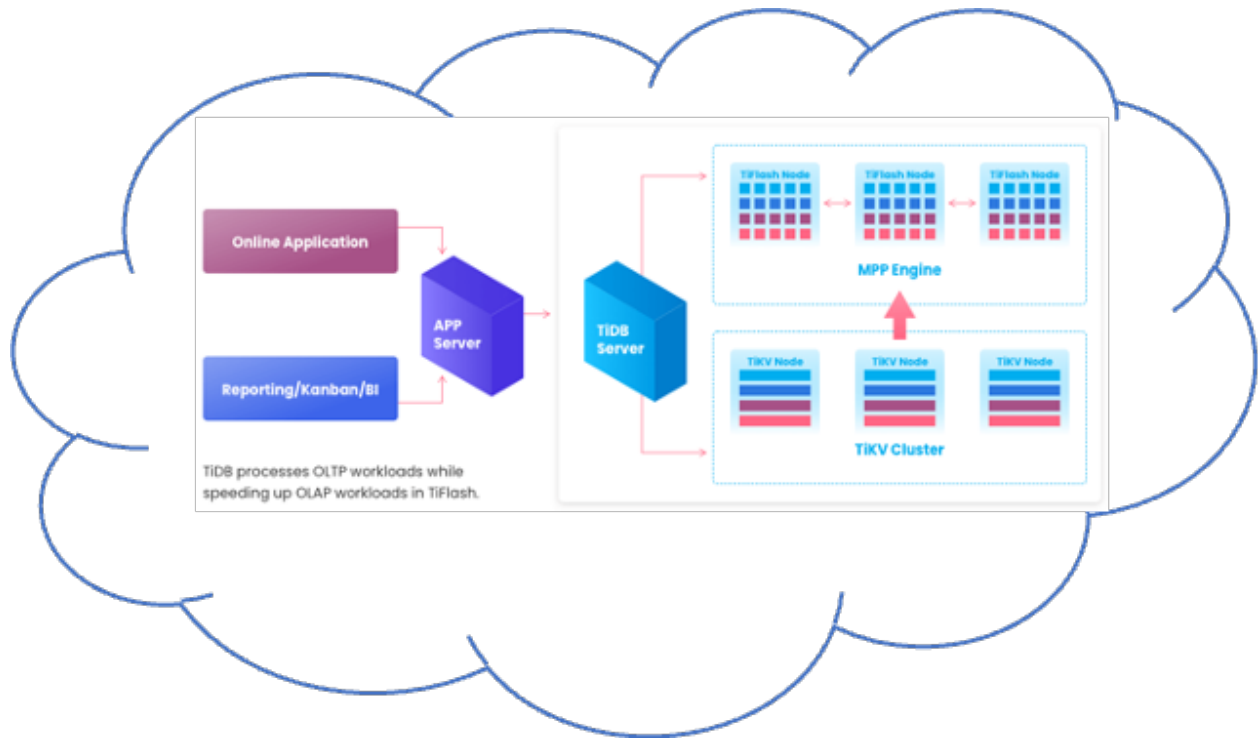 Online Application
Reporting/Kanban/BI
APP
Server
TiDB
Server
TiFlash Node
TiFlash Node
TiFlash Node
MPP Engine
TiKV Node
TiKV Node
TiKV Node
TiKV Cluster
TiDB processes OLTP workloads while
speeding up OLAP workloads in TiFlash.